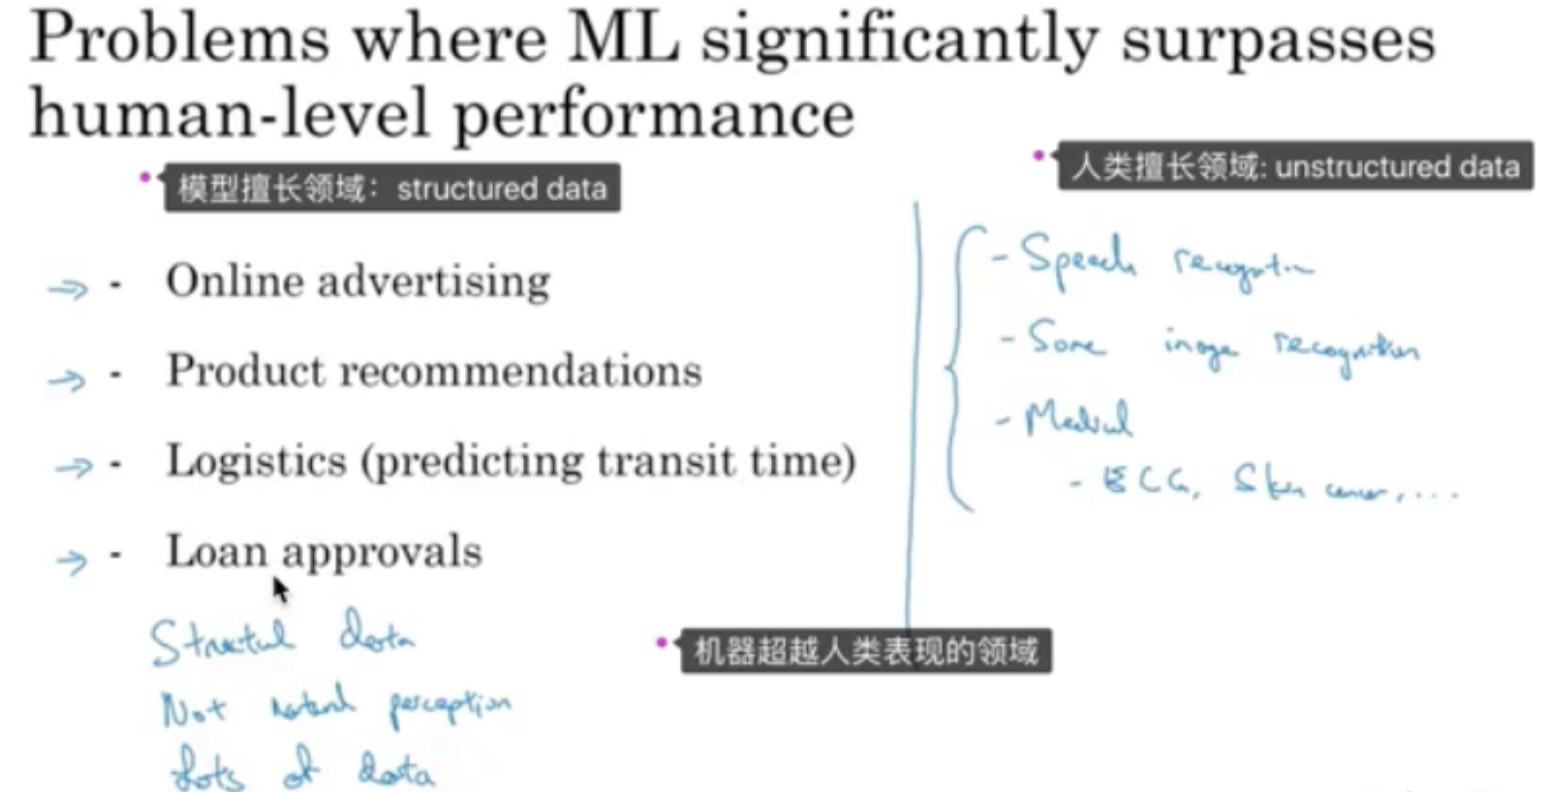 Problems where ML significantly surpasses
human-level performance
模型擅长领域：structured data
- Online advertising
- Product recommendations
- Logistics (predicting transit time)
- Loan approvals
Structured data
Not natural perception
Lots of data
人类擅长领域: unstructured data
- Speech recognition
- Some image recognition
- Medical
- ECG, Skin cancer, ....
机器超越人类表现的领域